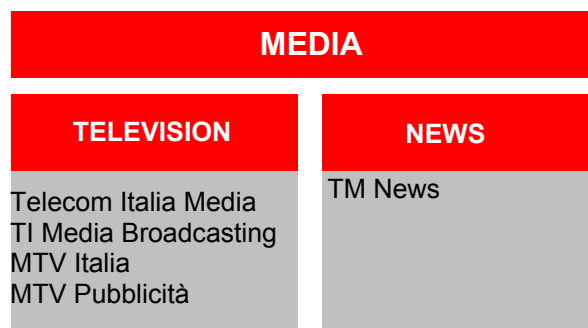 MEDIA
TELEVISION
Telecom Italia Media
TI Media Broadcasting
MTV Italia
MTV Pubblicità
NEWS
TM News